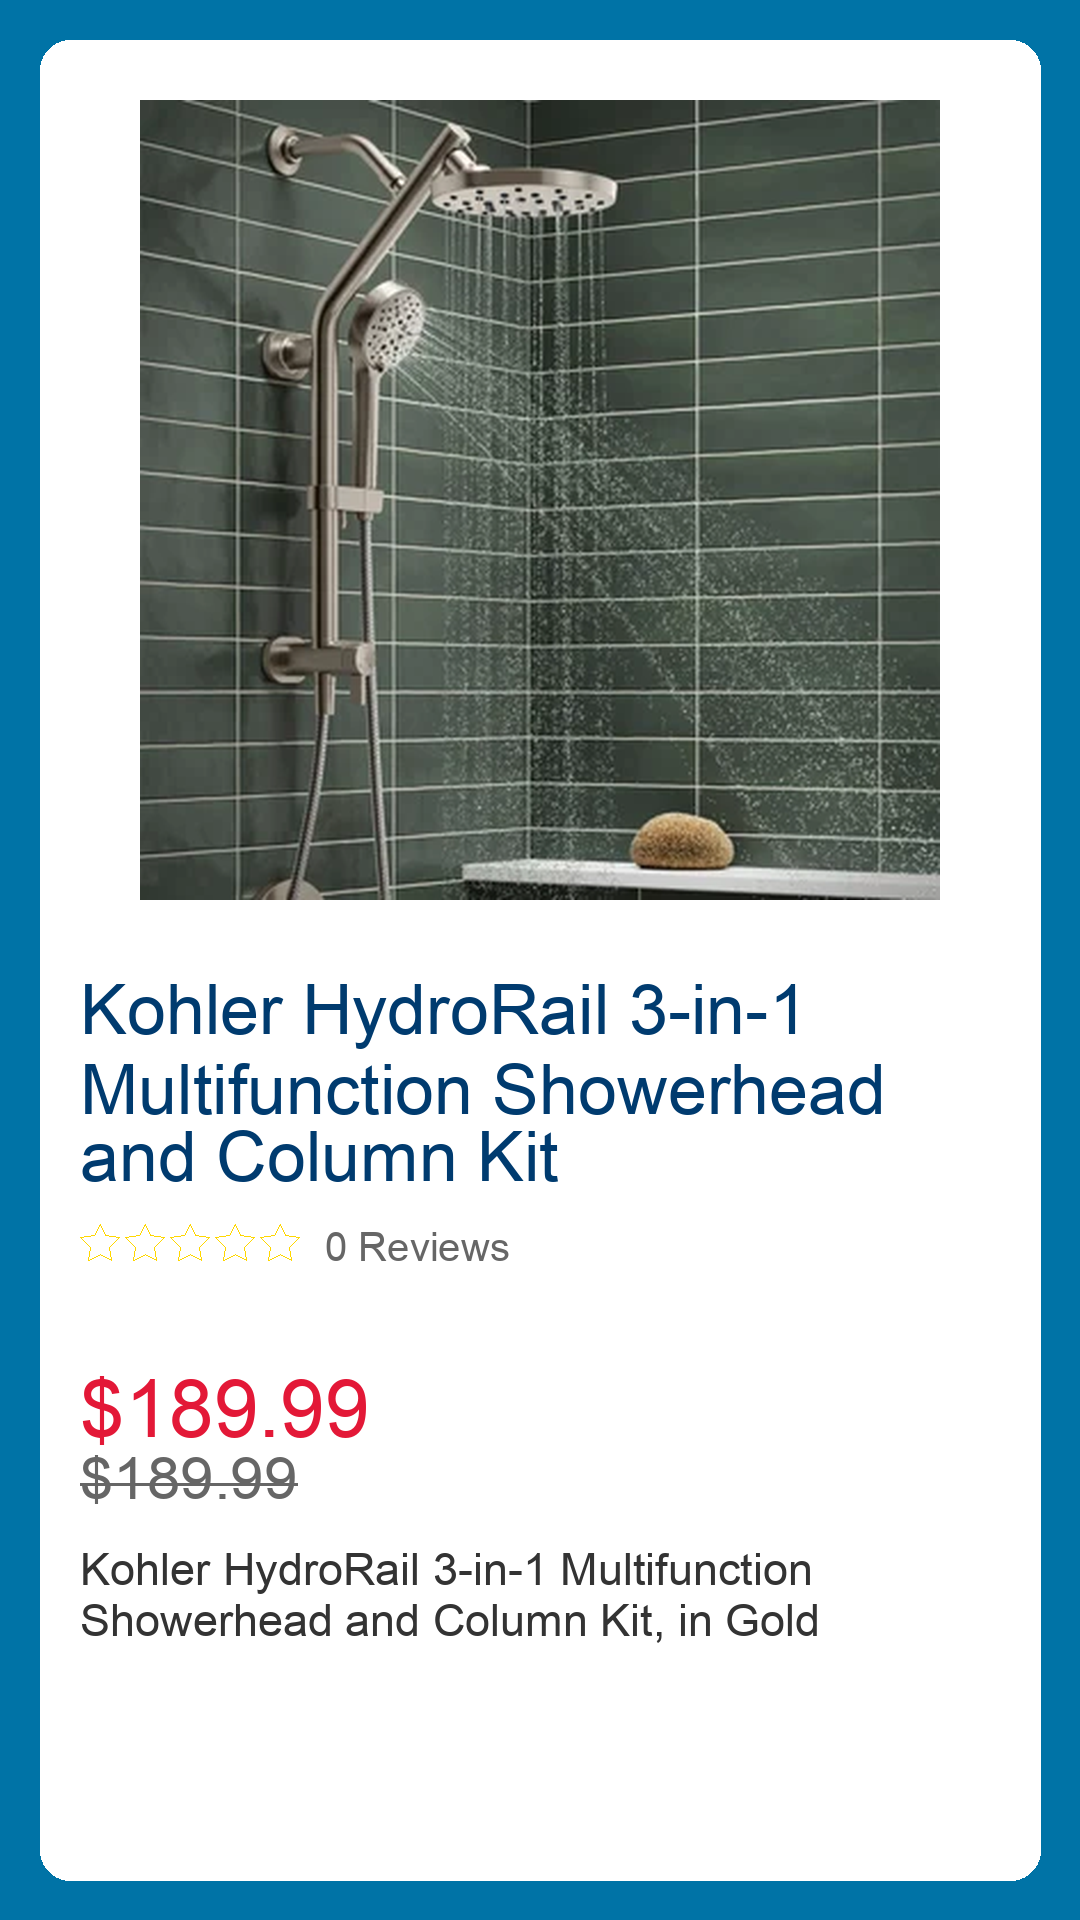 Kohler HydroRail 3-in-1
Multifunction Showerhead
and Column Kit
0 Reviews
$189.99
$189.99
Kohler HydroRail 3-in-1 Multifunction
Showerhead and Column Kit, in Gold